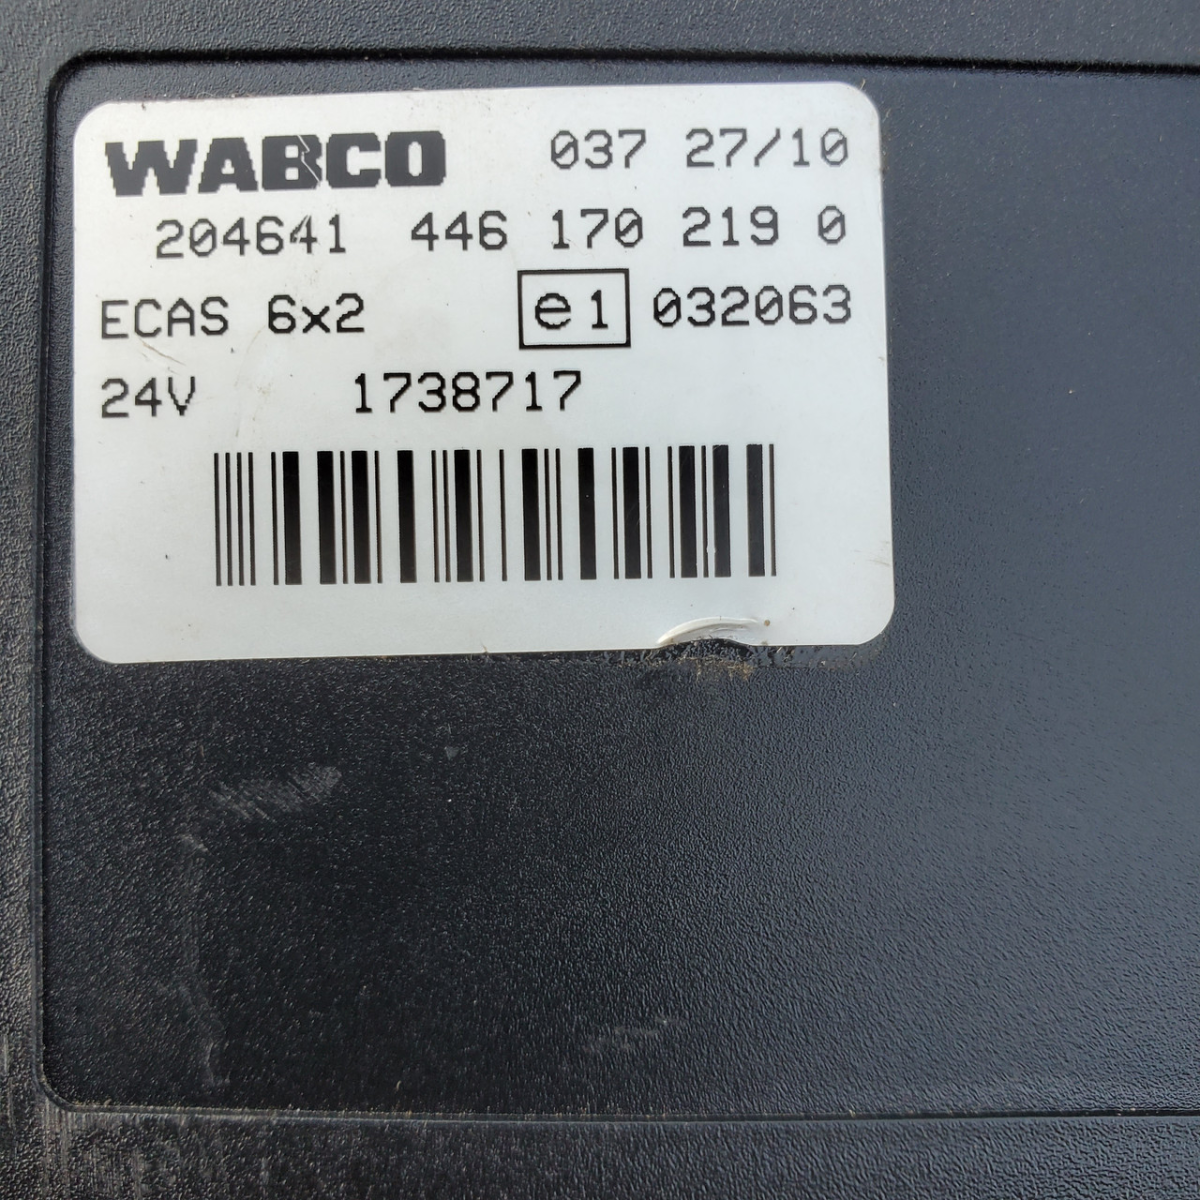 WABCO 037 27/10
204641 446 170 219 0
ECAS 6x2 e1 032063
24V 1738717